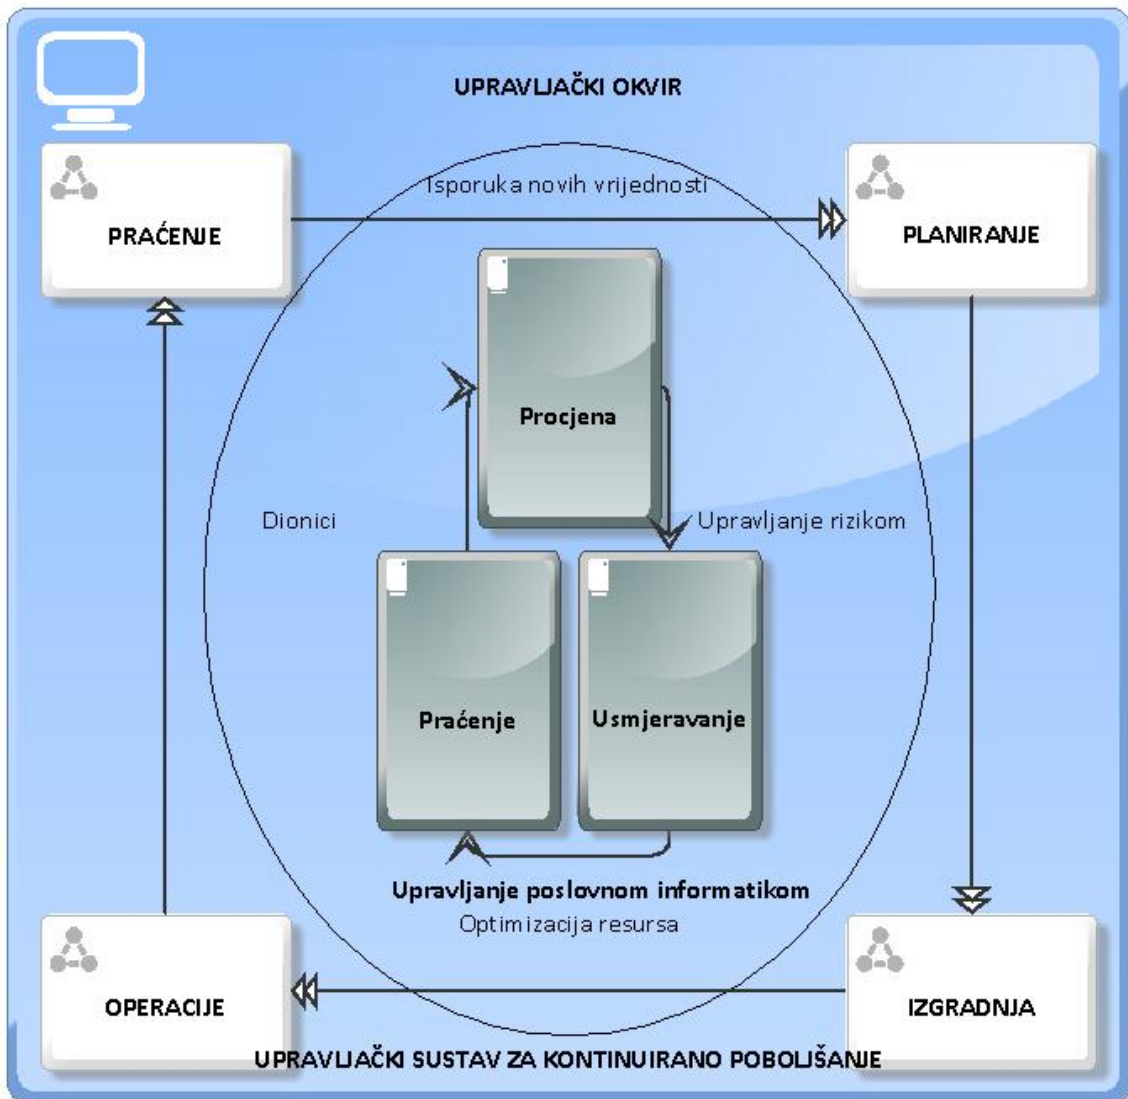 UPRAVLJAČKI OKVIR
Isporuka novih vrijednosti
PRAĆENJE
PLANIRANJE
Procjena
Dionici
Upravljanje rizikom
Praćenje
Usmjeravanje
Upravljanje poslovnom informatikom
Optimizacija resursa
OPERACIJE
IZGRADNJA
UPRAVLJAČKI SUSTAV ZA KONTINUIRANO POBOLJŠANJE